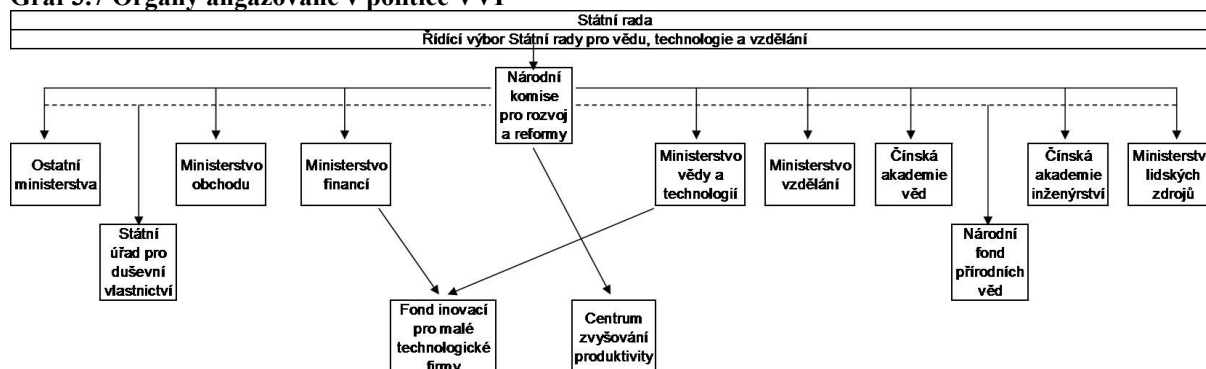 Graf 3.7 Orgány angažované v politice VVI
Státní rada
Řídící výbor Státní rady pro vědu, technologie a vzdělání
Národní
komise
pro rozvoj
a reformy
Ostatní
ministerstva
Ministerstvo
obchodu
Ministerstvo
financí
Ministerstvo
vědy a
technologií
Ministerstvo
vzdělání
Čínská
akademie
věd
Čínská
akademie
inženýrství
Ministerstv
lidských
zdrojů
Státní
úřad pro
duševní
vlastnictví
Národní
fond
přírodních
věd
Fond inovací
pro malé
technologické
firmy
Centrum
zvyšování
produktivity